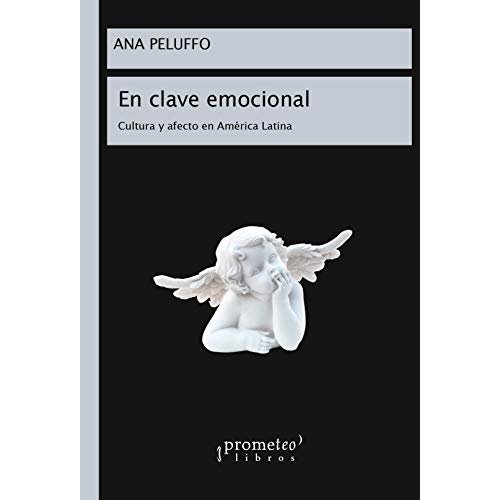 ANA PELUFFO
En clave emocional
Cultura y afecto en América Latina
prometeo
libros